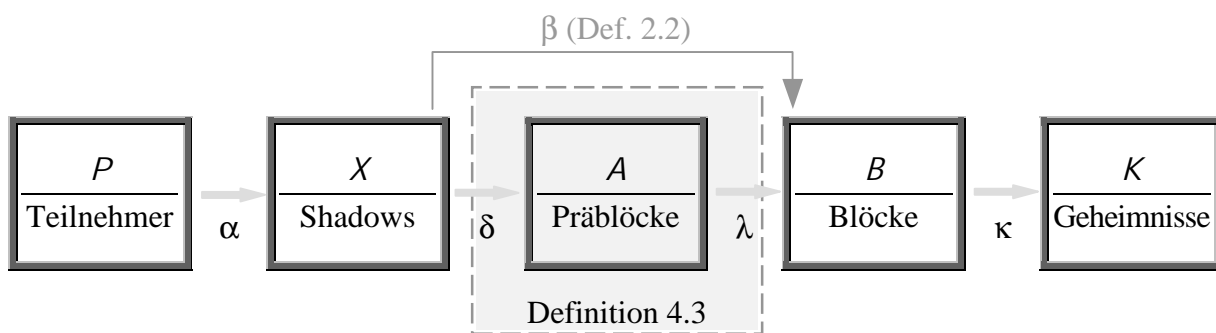 β (Def. 2.2)
P X A B K
Teilnehmer Shadows Präblöcke Blöcke Geheimnisse
α δ λ κ
Definition 4.3